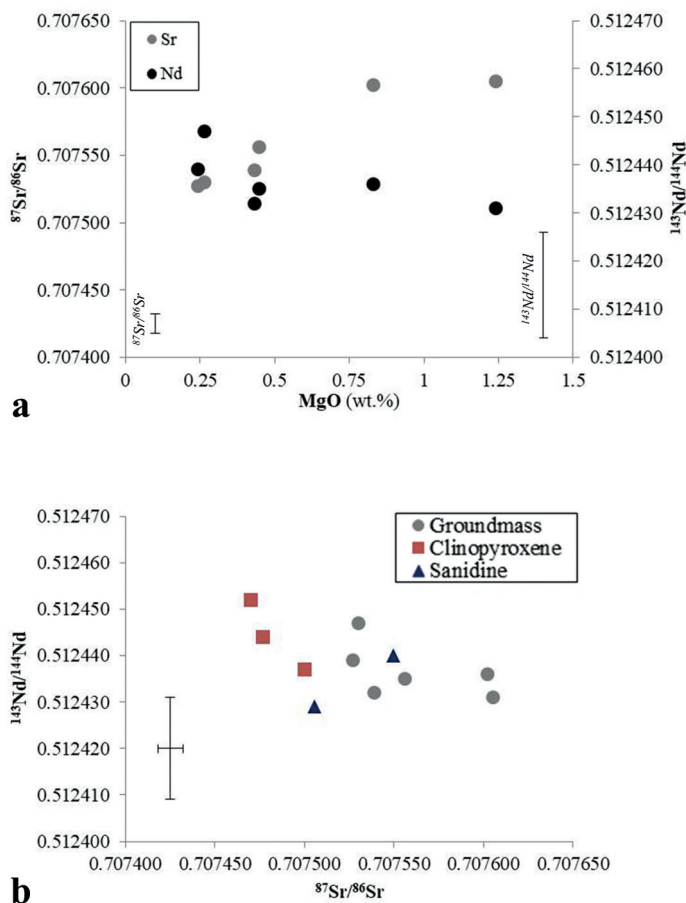 0.707650
0.707600
0.707550
0.707500
0.707450
0.707400
⁸⁷Sr/⁸⁶Sr
Sr
Nd
⁸⁷Sr/⁸⁶Sr
¹⁴³Nd/¹⁴⁴Nd
0.512470
0.512460
0.512450
0.512440
0.512430
0.512420
0.512410
0.512400
¹⁴³Nd/¹⁴⁴Nd
0 0.25 0.5 0.75 1 1.25 1.5
MgO (wt.%)
a
0.512470
0.512460
0.512450
0.512440
0.512430
0.512420
0.512410
0.512400
¹⁴³Nd/¹⁴⁴Nd
Groundmass
Clinopyroxene
Sanidine
0.707400 0.707450 0.707500 0.707550 0.707600 0.707650
⁸⁷Sr/⁸⁶Sr
b